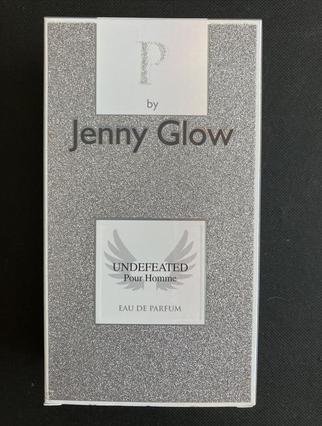 P
by
Jenny Glow
UNDEFEATED
Pour Homme
EAU DE PARFUM